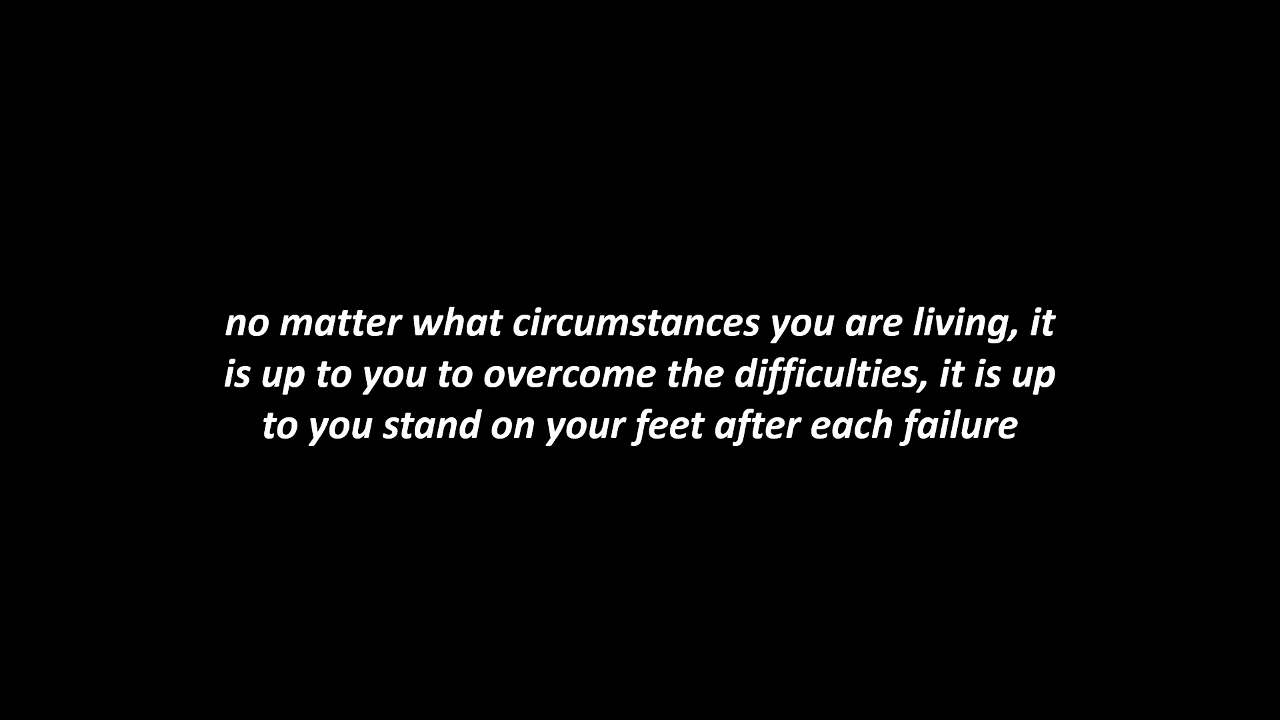 no matter what circumstances you are living, it
is up to you to overcome the difficulties, it is up
to you stand on your feet after each failure